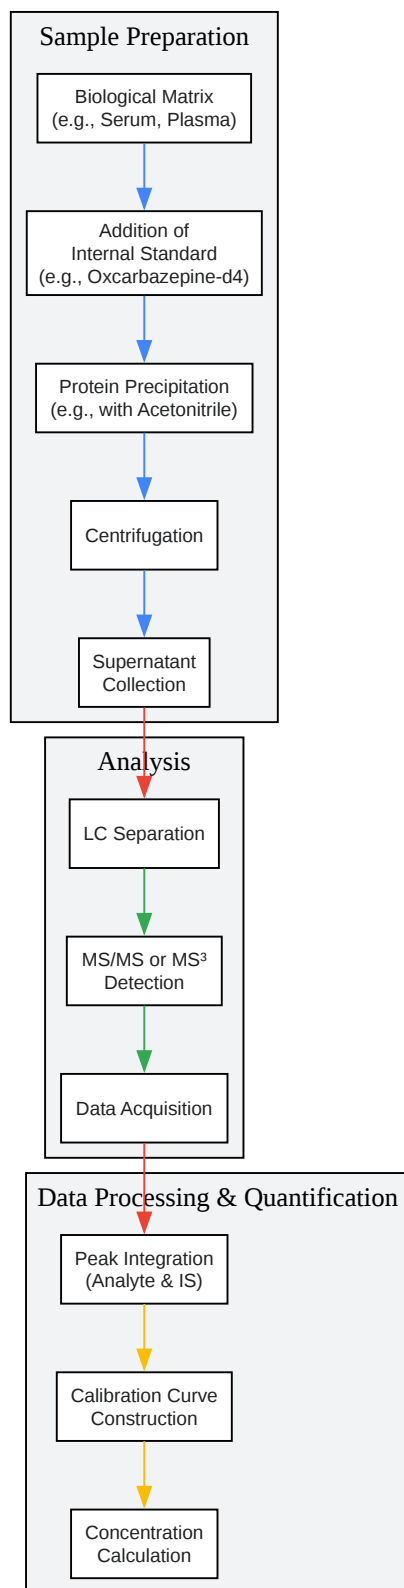 Sample Preparation
Biological Matrix
(e.g., Serum, Plasma)
Addition of
Internal Standard
(e.g., Oxcarbazepine-d4)
Protein Precipitation
(e.g., with Acetonitrile)
Centrifugation
Supernatant
Collection
Analysis
LC Separation
MS/MS or MS³
Detection
Data Acquisition
Data Processing & Quantification
Peak Integration
(Analyte & IS)
Calibration Curve
Construction
Concentration
Calculation